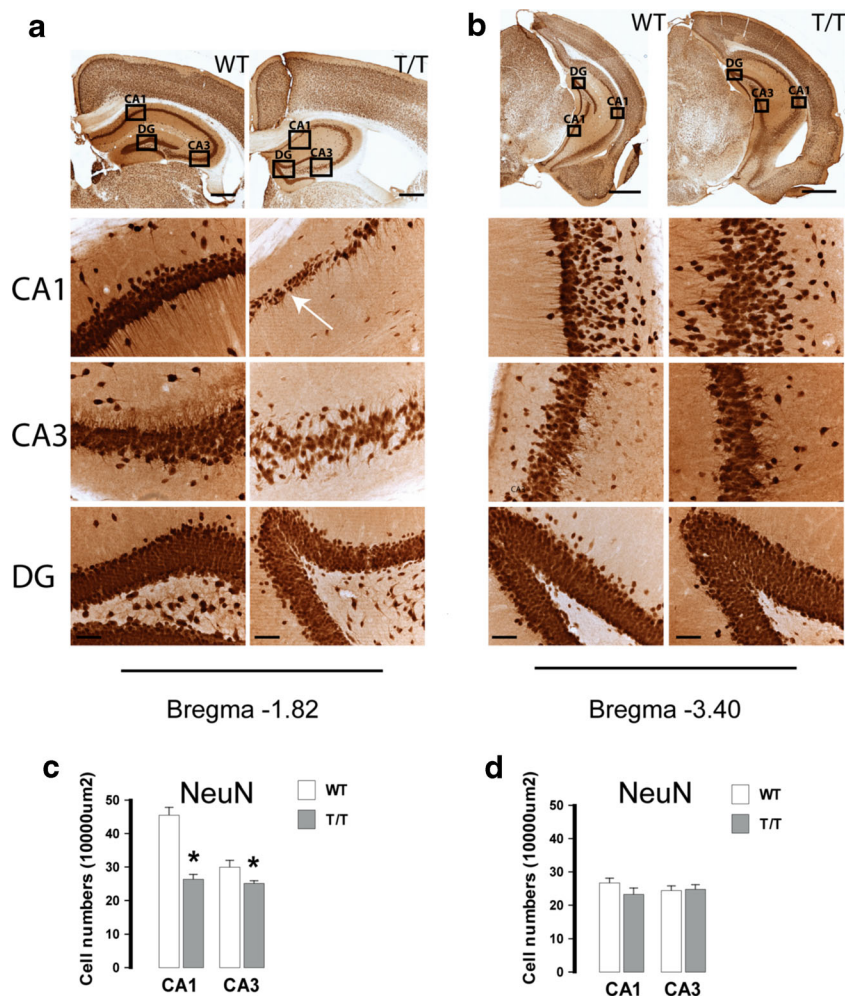 a
WT
T/T
CA1
DG
CA3
CA1
DG
CA3
CA1
CA3
DG
Bregma -1.82
b
WT
T/T
DG
CA1
CA1
DG
CA3
CA1
CA
Bregma -3.40
c
NeuN
WT
T/T
Cell numbers (10000um2)
50
40
30
20
10
0
*
*
CA1
CA3
d
NeuN
WT
T/T
Cell numbers (10000um2)
50
40
30
20
10
0
CA1
CA3